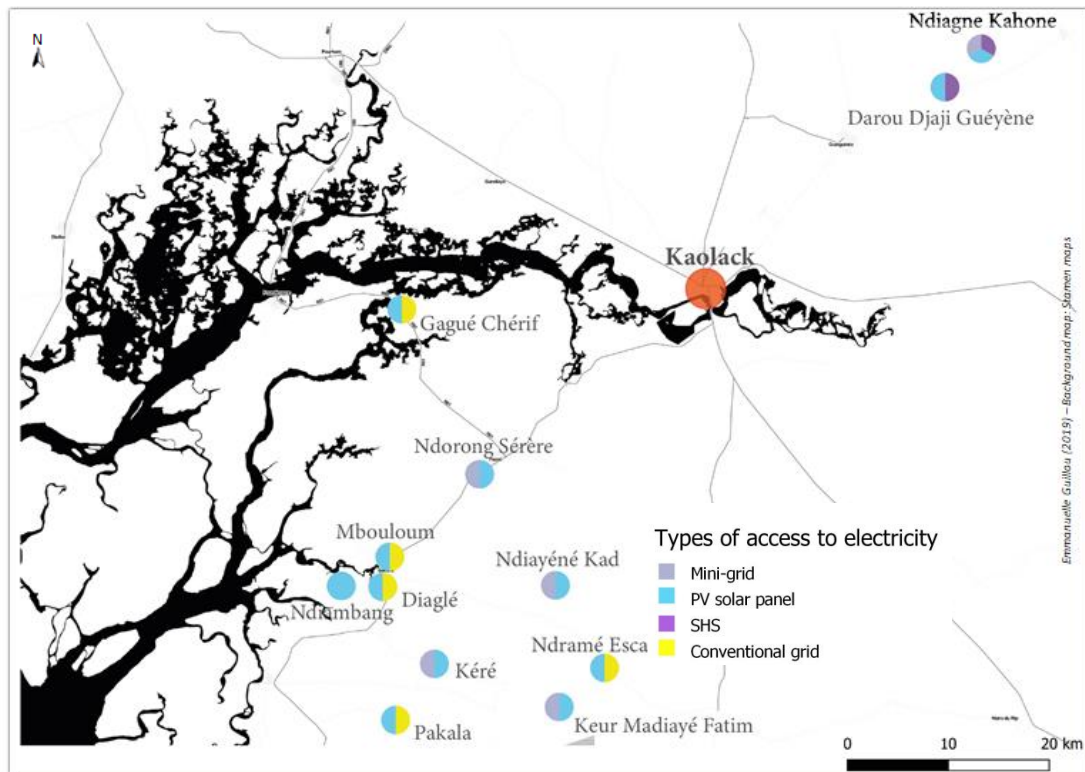 N
Ndiagne Kahone
Darou Djaji Guéyène
Kaolack
Gagué Chérif
Ndorong Sérère
Mbouloum
Ndiayéné Kad
Ndiambang
Diaglé
Ndramé Esca
Kéré
Keur Madiayé Fatim
Pakala
Types of access to electricity
Mini-grid
PV solar panel
SHS
Conventional grid
0 10 20 km
Emmanuelle Guillou (2019) – Background map: Stamen maps